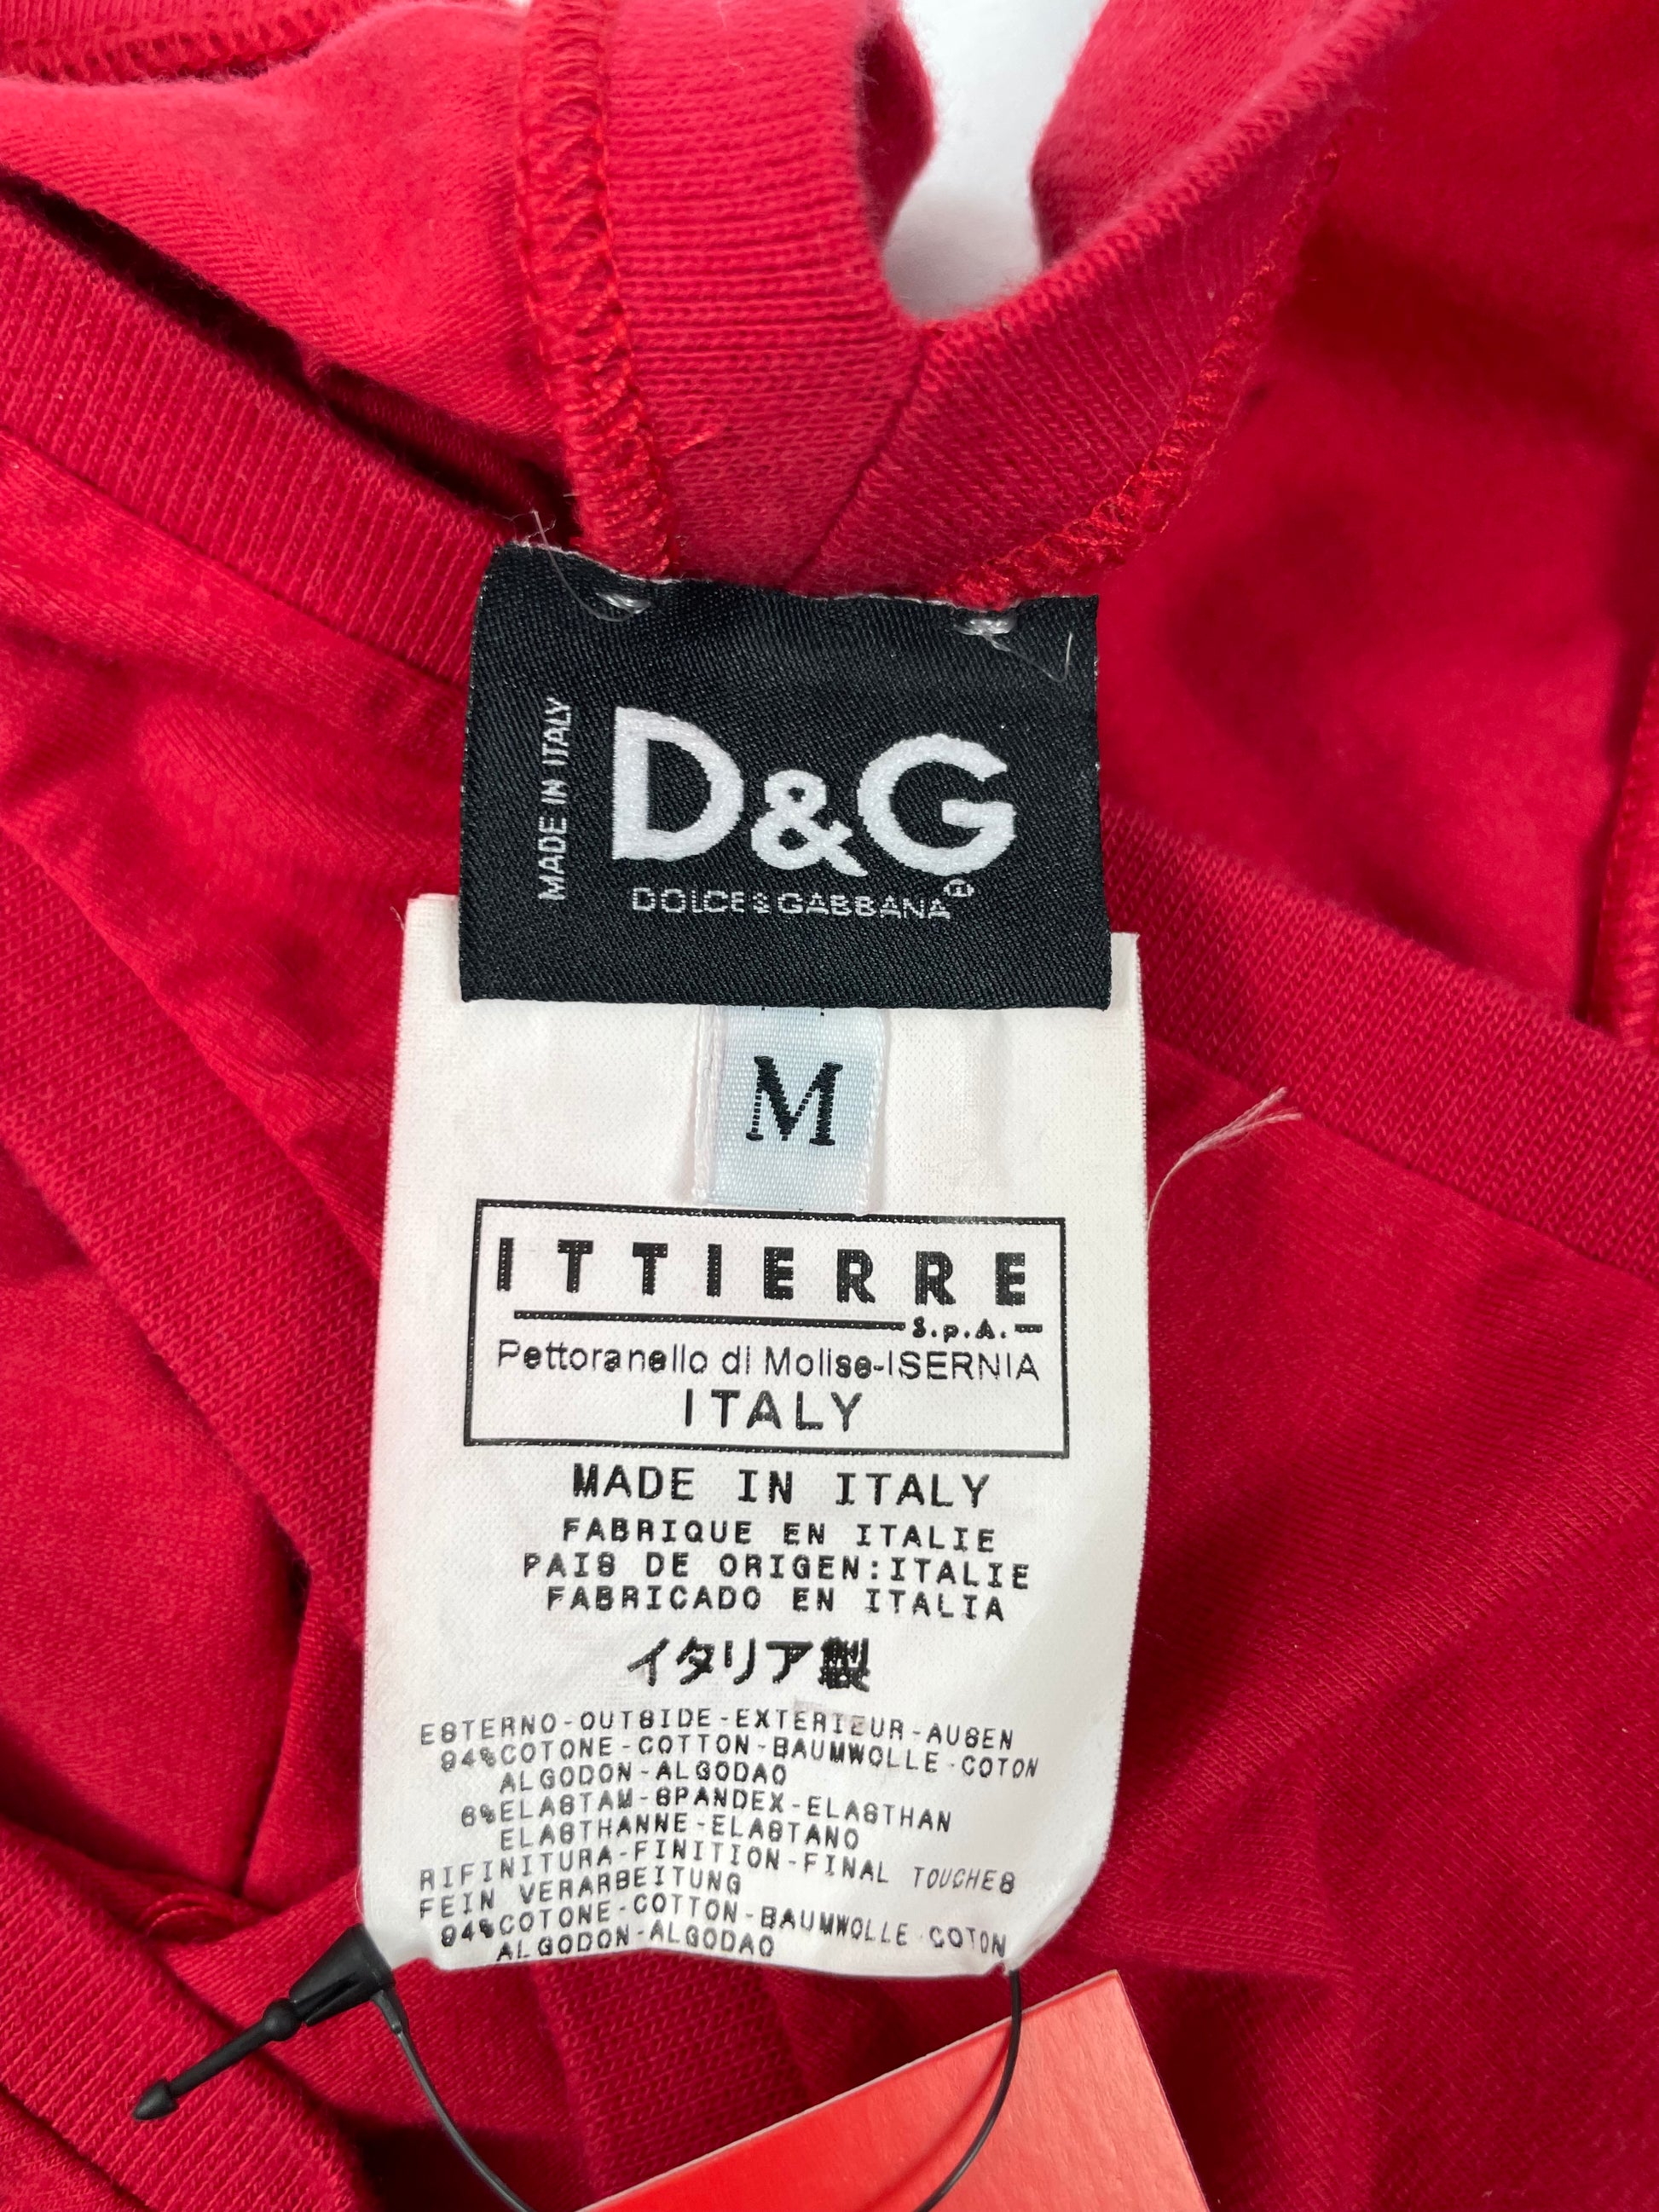 MADE IN ITALY
D&G
DOLCE & GABBANA®
M
ITTIERRE
S.p.A.
Pettoranello di Molise-ISERNIA
ITALY
MADE IN ITALY
FABRIQUE EN ITALIE
PAIS DE ORIGEN:ITALIE
FABRICADO EN ITALIA
イタリア製
ESTERNO-OUTSIDE-EXTERIEUR-AUSEN
94%COTONE-COTTON-BAUMWOLLE-COTON
ALGODON-ALGODAO
6%ELASTAM-SPANDEX-ELASTHAN
ELASTHANNE-ELASTANO
RIFINITURA-FINITION-FINAL TOUCHES
FEIN VERARBEITUNG
94%COTONE-COTTON-BAUMWOLLE-COTON
ALGODON-ALGODAO